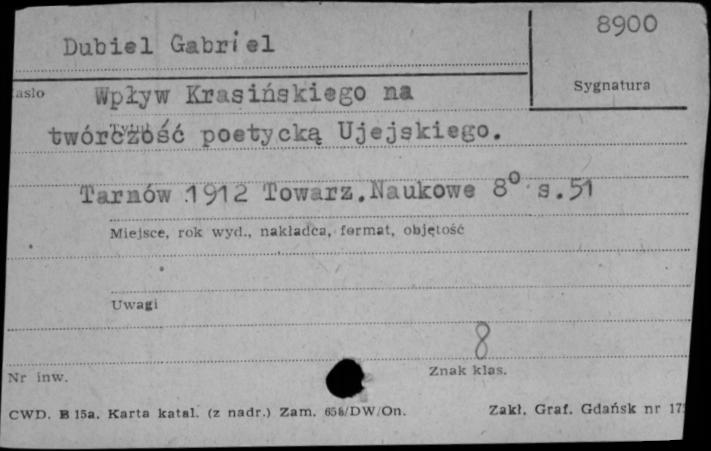 Dubiel Gabriel
8900
Sygnatura
asło
Wpływ Krasińskiego na
twórczość poetycką Ujejskiego.
Tarnów 1912 Towarz.Naukowe 8° s.51
Miejsce, rok wyd., nakładca, format, objętość
Uwagi
8
Nr inw.
Znak klas.
CWD. B 15a. Karta katal. (z nadr.) Zam. 658/DW/On.
Zakł. Graf. Gdańsk nr 17